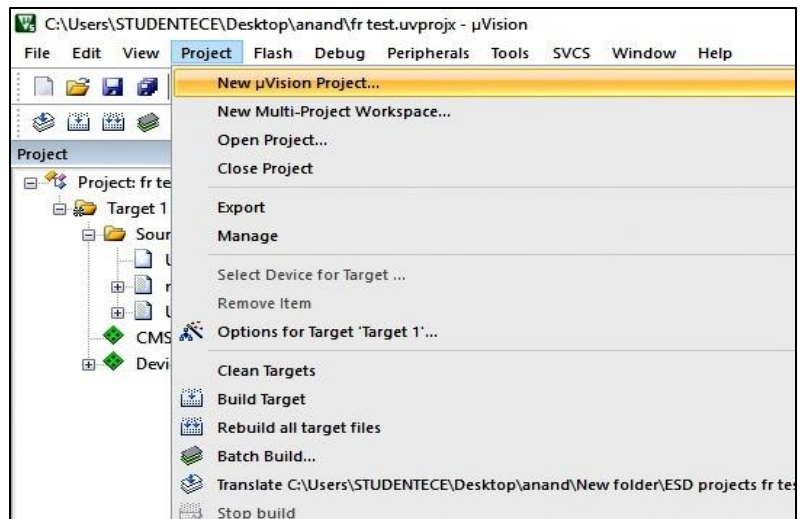 C:\Users\STUDENTECE\Desktop\anand\fr test.uvprojx - µVision
File Edit View Project Flash Debug Peripherals Tools SVCS Window Help
New µVision Project...
New Multi-Project Workspace...
Open Project...
Close Project
Export
Manage
Select Device for Target ...
Remove Item
Options for Target 'Target 1'...
Clean Targets
Build Target
Rebuild all target files
Batch Build...
Translate C:\Users\STUDENTECE\Desktop\anand\New folder\ESD projects fr tes
Stop build
Project
Project: fr te
Target 1
Sour
CMS
Devi